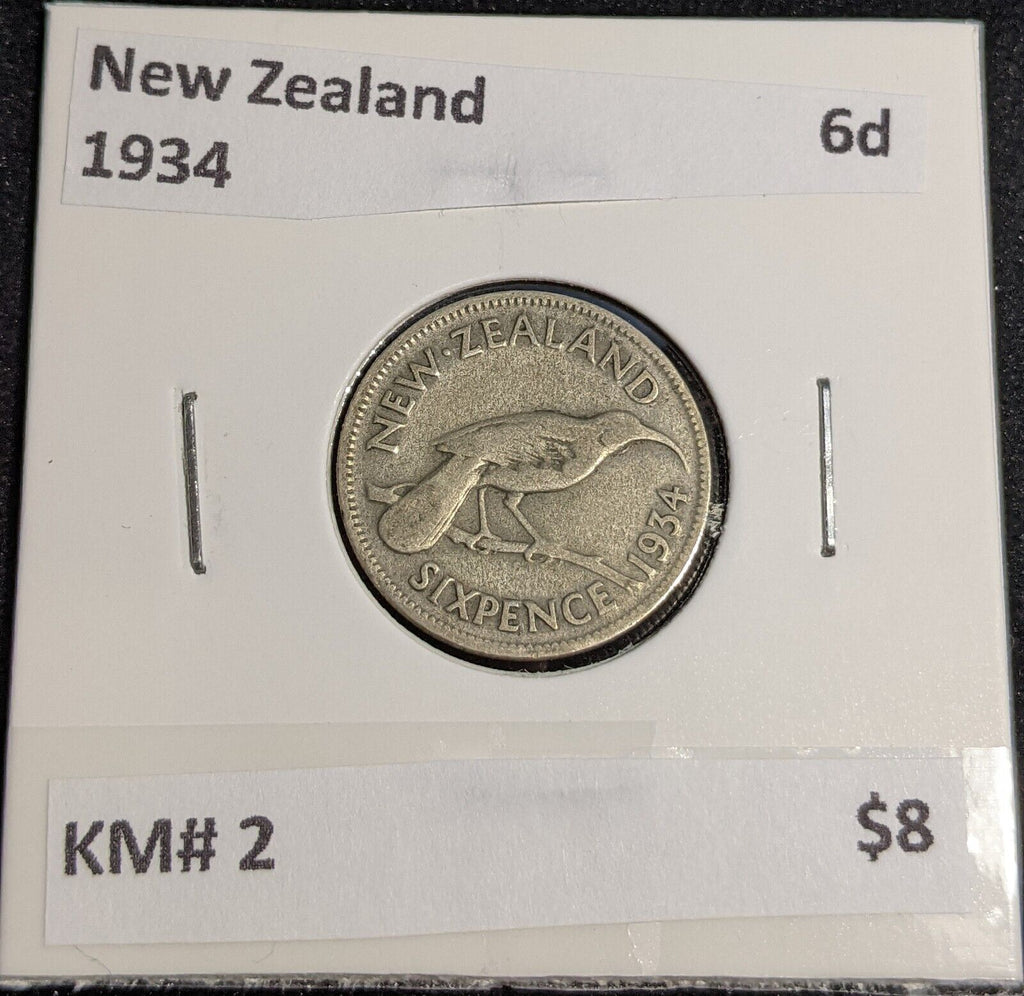 New Zealand
6d
1934
NEW·ZEALAND
SIXPENCE 1934
KM# 2
$8